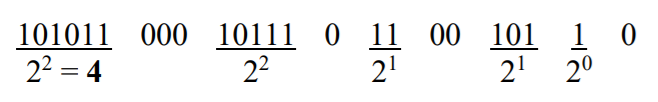 101011 000 10111 0 11 00 101 1 0
2² = 4 2² 2¹ 2¹ 2⁰